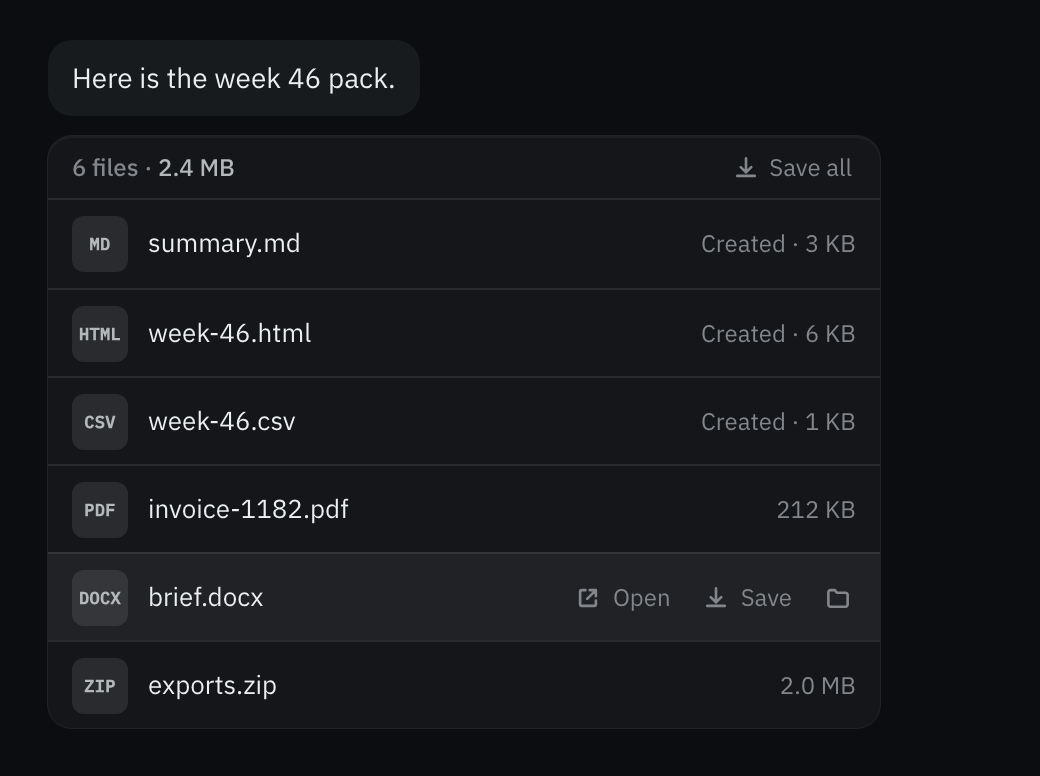 Here is the week 46 pack.
6 files · 2.4 MB Save all
MD summary.md Created · 3 KB
HTML week-46.html Created · 6 KB
CSV week-46.csv Created · 1 KB
PDF invoice-1182.pdf 212 KB
DOCX brief.docx Open Save
ZIP exports.zip 2.0 MB